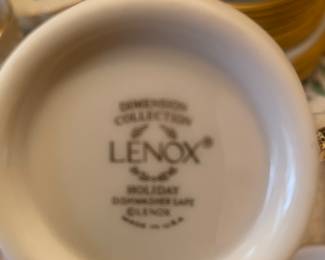 DIMENSION
COLLECTION
LENOX®
HOLIDAY
DISHWASHER SAFE
©LENOX
MADE IN U.S.A.